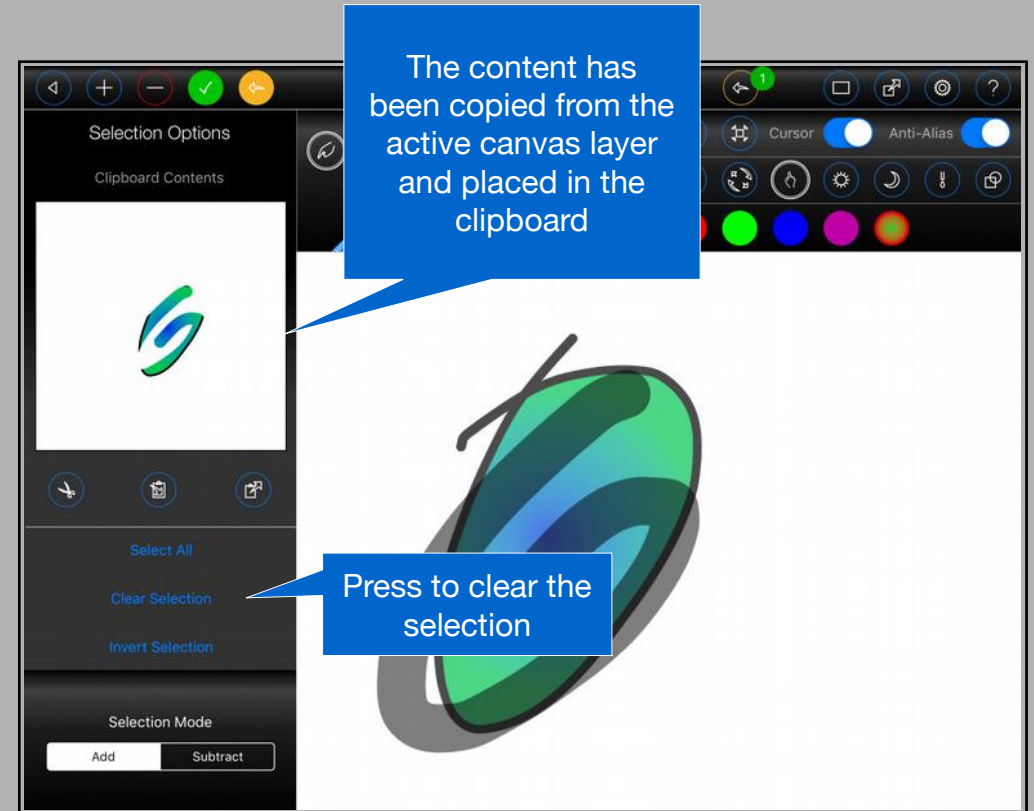 The content has
been copied from the
active canvas layer
and placed in the
clipboard
1
?
Selection Options
Cursor
Anti-Alias
Clipboard Contents
Select All
Clear Selection
Press to clear the
selection
Invert Selection
Selection Mode
Add
Subtract